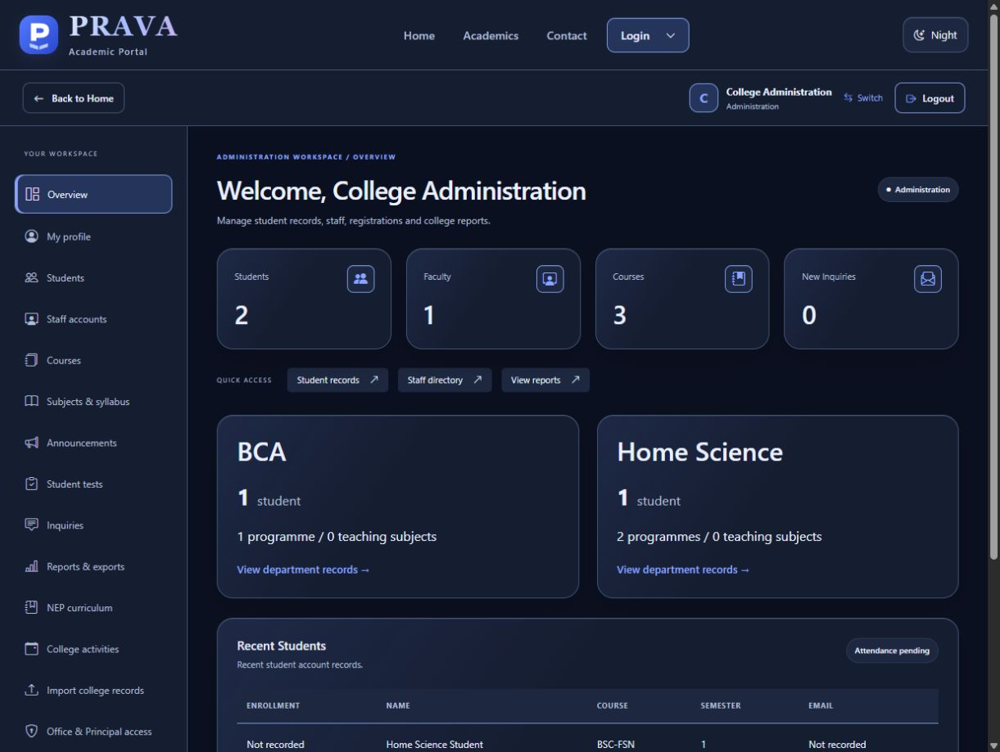 PRAVA
Academic Portal
Home
Academics
Contact
Login
Night
Back to Home
C
College Administration
Administration
Switch
Logout
YOUR WORKSPACE
Overview
My profile
Students
Staff accounts
Courses
Subjects & syllabus
Announcements
Student tests
Inquiries
Reports & exports
NEP curriculum
College activities
Import college records
Office & Principal access
ADMINISTRATION WORKSPACE / OVERVIEW
Welcome, College Administration
Administration
Manage student records, staff, registrations and college reports.
Students
2
Faculty
1
Courses
3
New Inquiries
0
QUICK ACCESS
Student records
Staff directory
View reports
BCA
1 student
1 programme / 0 teaching subjects
View department records →
Home Science
1 student
2 programmes / 0 teaching subjects
View department records →
Recent Students
Recent student account records.
Attendance pending
ENROLLMENT NAME COURSE SEMESTER EMAIL
Not recorded Home Science Student BSC-FSN 1 Not recorded